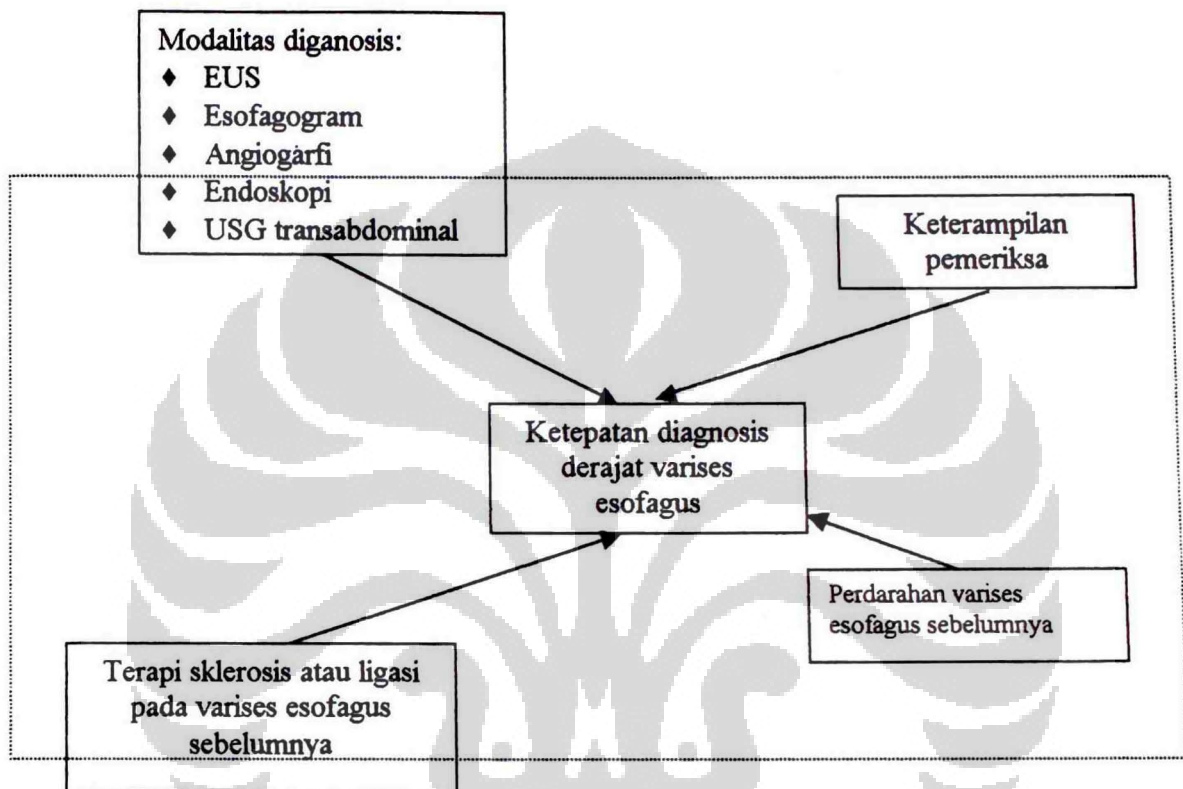 Modalitas diganosis:
♦ EUS
♦ Esofagogram
♦ Angiogarfi
♦ Endoskopi
♦ USG transabdominal
Keterampilan
pemeriksa
Ketepatan diagnosis
derajat varises
esofagus
Perdarahan varises
esofagus sebelumnya
Terapi sklerosis atau ligasi
pada varises esofagus
sebelumnya